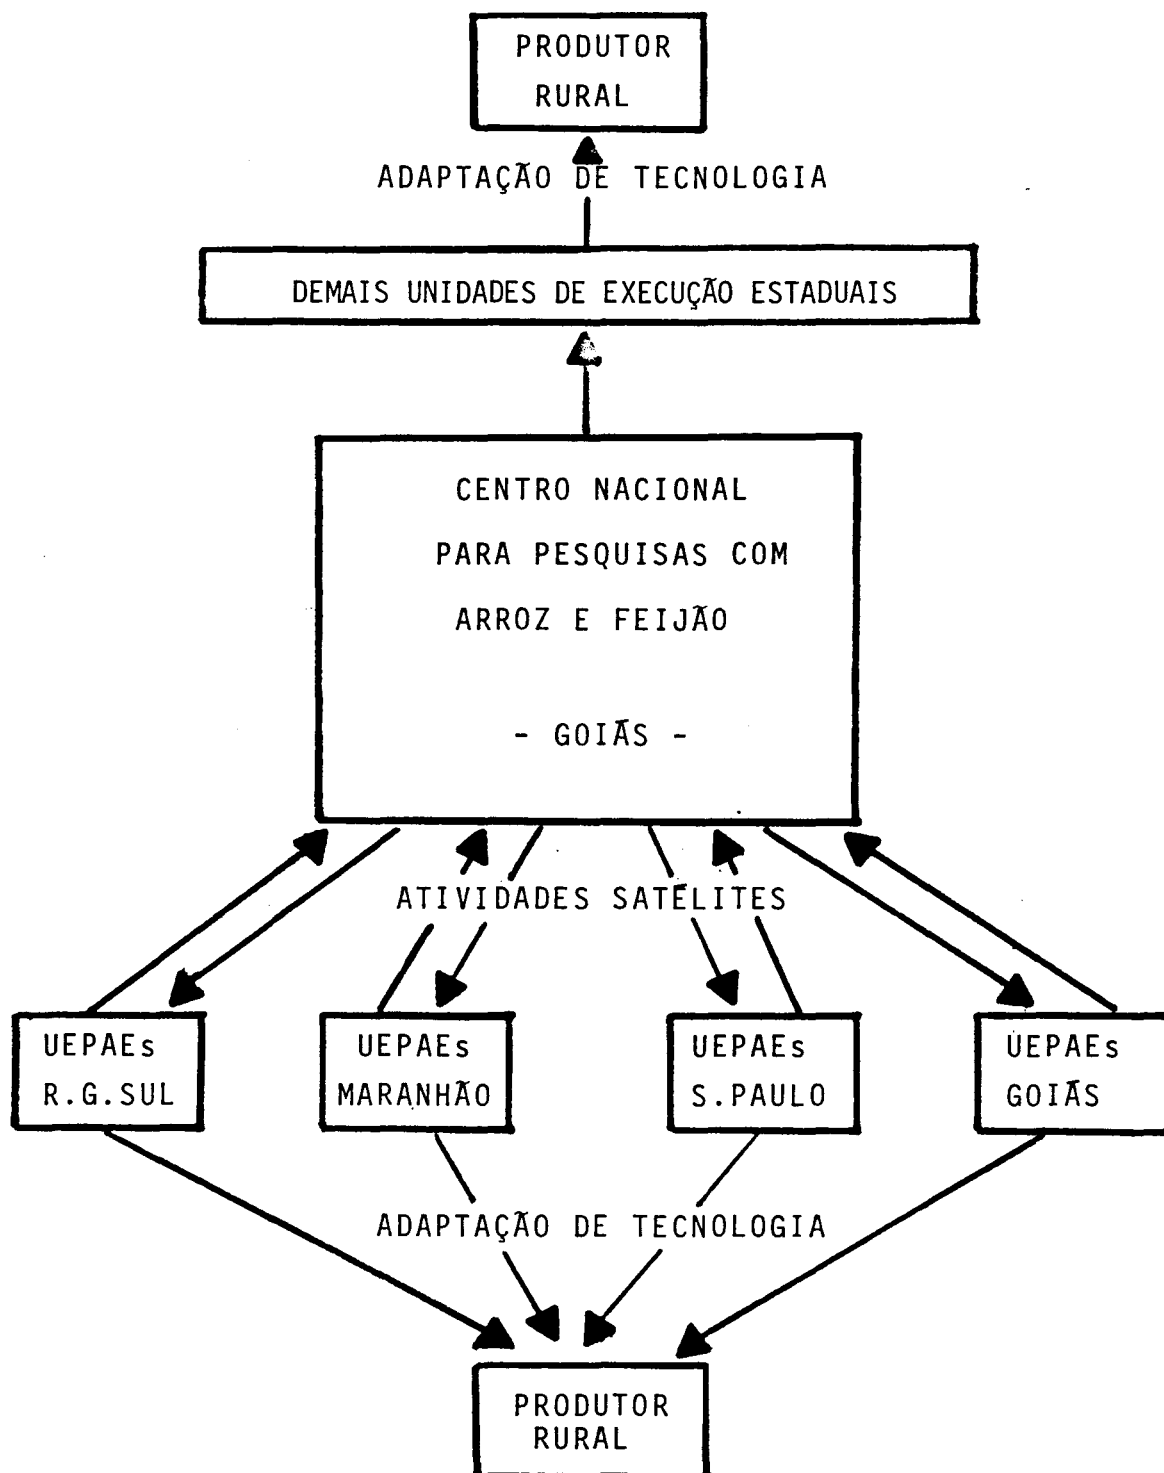 PRODUTOR
RURAL
ADAPTAÇÃO DE TECNOLOGIA
DEMAIS UNIDADES DE EXECUÇÃO ESTADUAIS
CENTRO NACIONAL
PARA PESQUISAS COM
ARROZ E FEIJÃO
- GOIÃS -
ATIVIDADES SATÉLITES
UEPAEs
R.G.SUL
UEPAEs
MARANHÃO
UEPAEs
S.PAULO
UEPAEs
GOIÃS
ADAPTAÇÃO DE TECNOLOGIA
PRODUTOR
RURAL